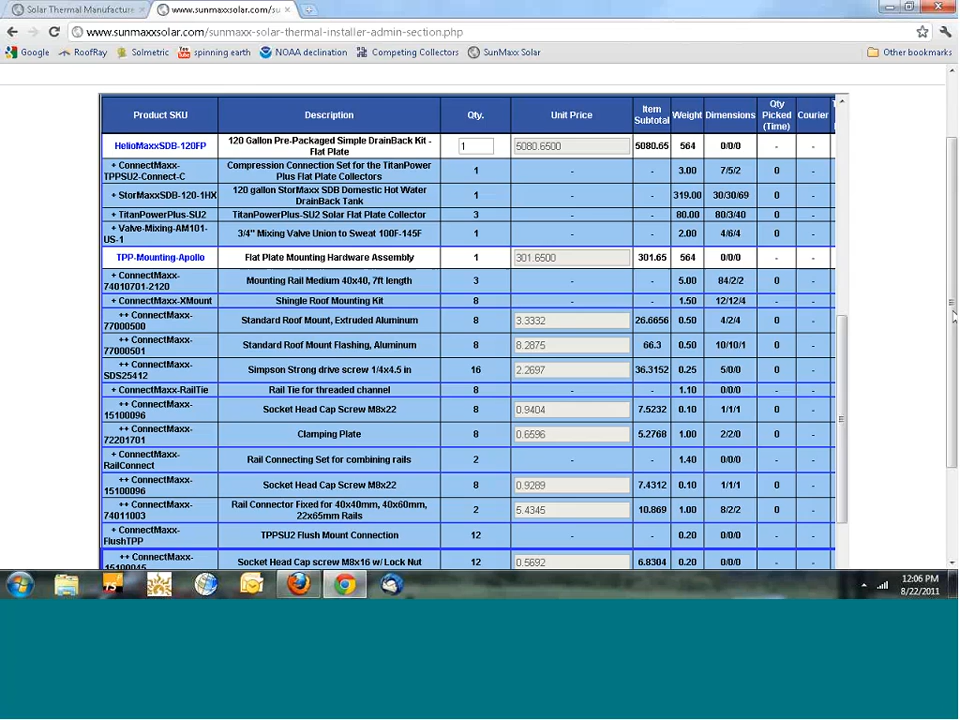 Solar Thermal Manufacture
www.sunmaxxsolar.com/su
www.sunmaxxsolar.com/sunmaxx-solar-thermal-installer-admin-section.php
Google RoofRay Solmetric spinning earth NOAA declination Competing Collectors SunMaxx Solar Other bookmarks
Product SKU Description Qty. Unit Price Item Subtotal Weight Dimensions Qty Picked (Time) Courier
HelioMaxxSDB-120FP 120 Gallon Pre-Packaged Simple DrainBack Kit - Flat Plate 1 5080.6500 5080.65 564 0/0/0 - -
+ ConnectMaxx-TPPSU2-Connect-C Compression Connection Set for the TitanPower Plus Flat Plate Collectors 1 - - 3.00 7/5/2 0 -
+ StorMaxxSDB-120-1HX 120 gallon StorMaxx SDB Domestic Hot Water DrainBack Tank 1 - - 319.00 30/30/69 0 -
+ TitanPowerPlus-SU2 TitanPowerPlus-SU2 Solar Flat Plate Collector 3 - - 80.00 80/3/40 0 -
+ Valve-Mixing-AM101-US-1 3/4" Mixing Valve Union to Sweat 100F-145F 1 - - 2.00 4/6/4 0 -
TPP-Mounting-Apollo Flat Plate Mounting Hardware Assembly 1 301.6500 301.65 564 0/0/0 - -
+ ConnectMaxx-74010701-2120 Mounting Rail Medium 40x40, 7ft length 3 - - 5.00 84/2/2 0 -
+ ConnectMaxx-XMount Shingle Roof Mounting Kit 8 - - 1.50 12/12/4 0 -
++ ConnectMaxx-77000500 Standard Roof Mount, Extruded Aluminum 8 3.3332 26.6656 0.50 4/2/4 0 -
++ ConnectMaxx-77000501 Standard Roof Mount Flashing, Aluminum 8 8.2875 66.3 0.50 10/10/1 0 -
++ ConnectMaxx-SDS25412 Simpson Strong drive screw 1/4x4.5 in 16 2.2697 36.3152 0.25 5/0/0 0 -
+ ConnectMaxx-RailTie Rail Tie for threaded channel 8 - - 1.10 0/0/0 0 -
++ ConnectMaxx-15100096 Socket Head Cap Screw M8x22 8 0.9404 7.5232 0.10 1/1/1 0 -
++ ConnectMaxx-72201701 Clamping Plate 8 0.6596 5.2768 1.00 2/2/0 0 -
+ ConnectMaxx-RailConnect Rail Connecting Set for combining rails 2 - - 1.40 0/0/0 0 -
++ ConnectMaxx-15100096 Socket Head Cap Screw M8x22 8 0.9289 7.4312 0.10 1/1/1 0 -
++ ConnectMaxx-74011003 Rail Connector Fixed for 40x40mm, 40x60mm, 22x65mm Rails 2 5.4345 10.869 1.00 8/2/2 0 -
+ ConnectMaxx-FlushTPP TPPSU2 Flush Mount Connection 12 - - 0.20 0/0/0 0 -
++ ConnectMaxx-15100045 Socket Head Cap screw M8x16 w/ Lock Nut 12 0.5692 6.8304 0.20 0/0/0 0 -
12:06 PM
8/22/2011